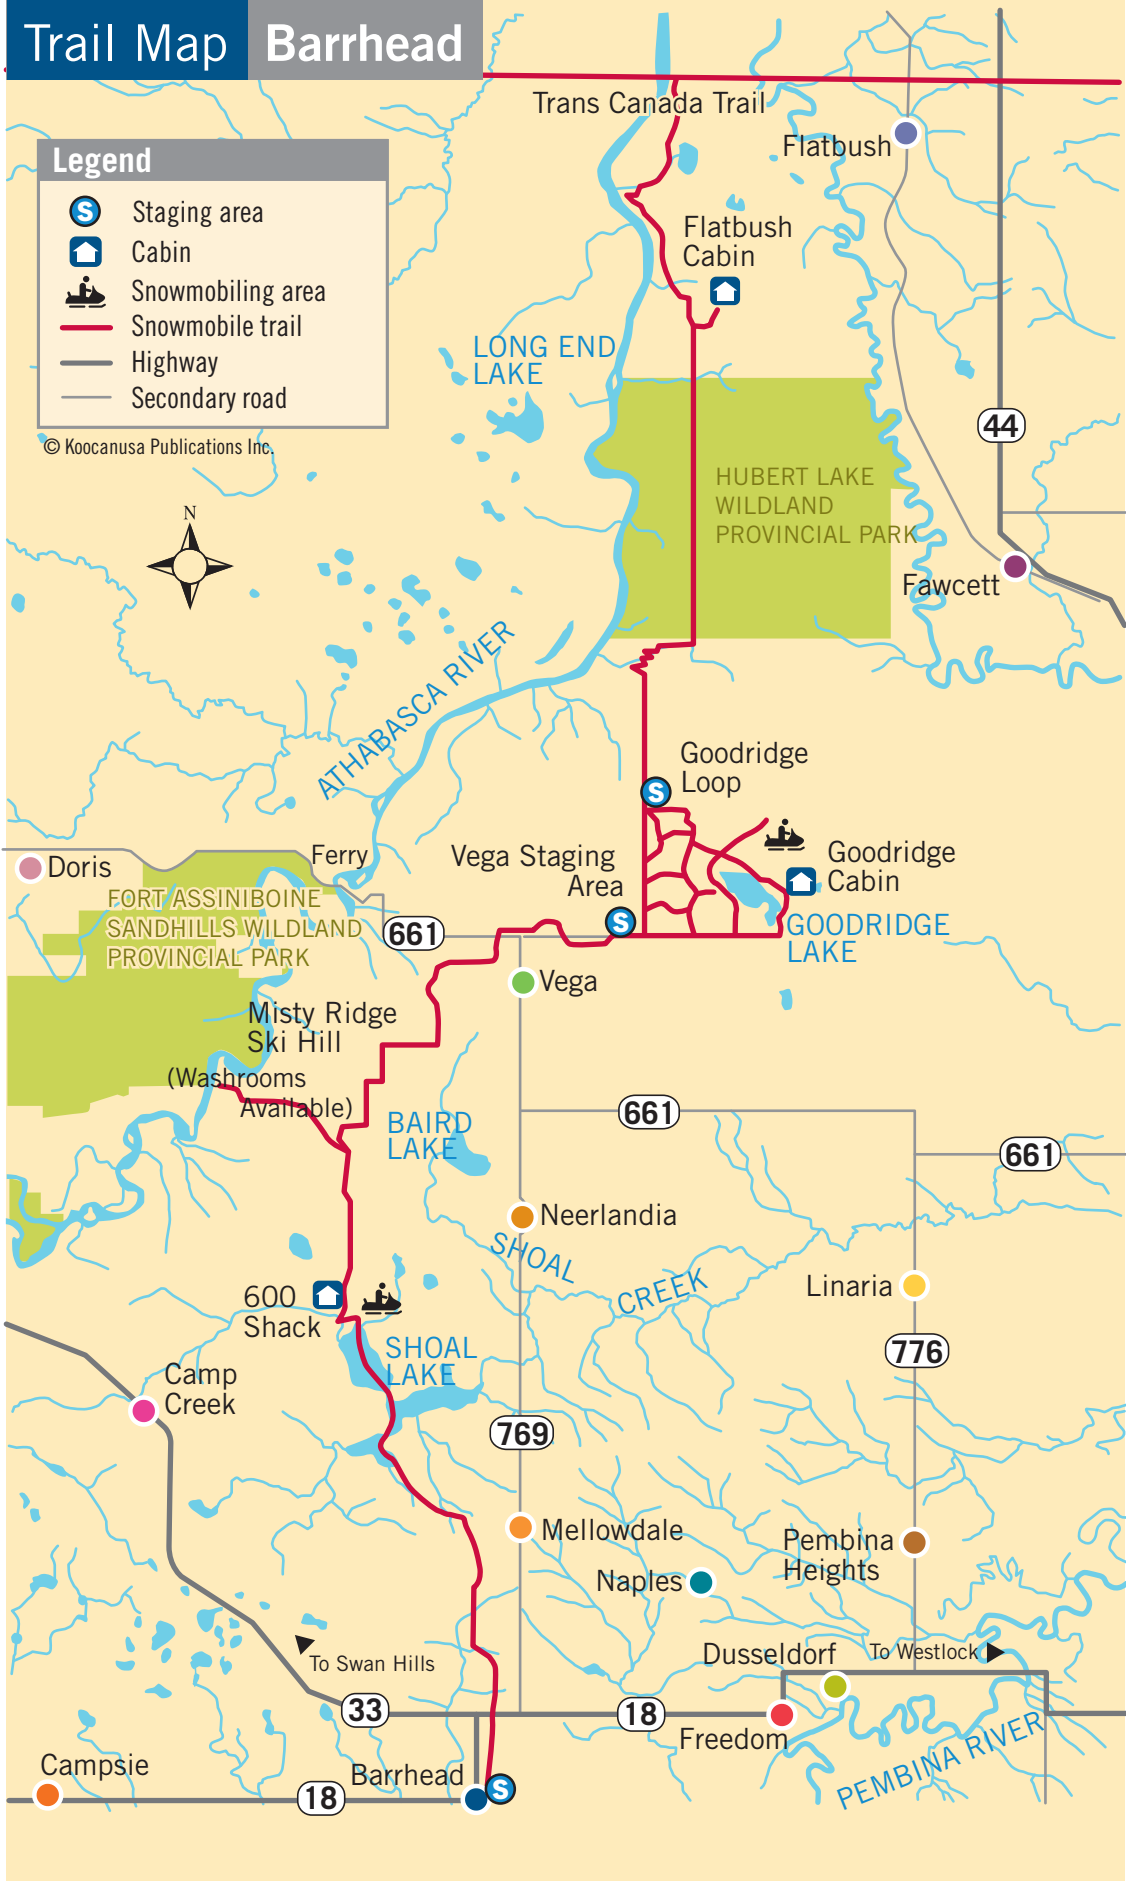 Trail Map Barrhead
Trans Canada Trail
Flatbush
Legend
S Staging area
Cabin
Snowmobiling area
Snowmobile trail
Highway
Secondary road
© Koocanusa Publications Inc.
Flatbush
Cabin
LONG END
LAKE
44
HUBERT LAKE
WILDLAND
PROVINCIAL PARK
N
Fawcett
ATHABASCA RIVER
Goodridge
Loop
S
Ferry
Doris
Vega Staging
Area
S
Goodridge
Cabin
FORT ASSINIBOINE
SANDHILLS WILDLAND
PROVINCIAL PARK
661
GOODRIDGE
LAKE
Vega
Misty Ridge
Ski Hill
(Washrooms
Available)
BAIRD
LAKE
661
661
Neerlandia
SHOAL
CREEK
Linaria
600
Shack
SHOAL
LAKE
776
Camp
Creek
769
Mellowdale
Pembina
Heights
Naples
Dusseldorf
To Westlock
To Swan Hills
33
18
Freedom
PEMBINA RIVER
Campsie
Barrhead
S
18